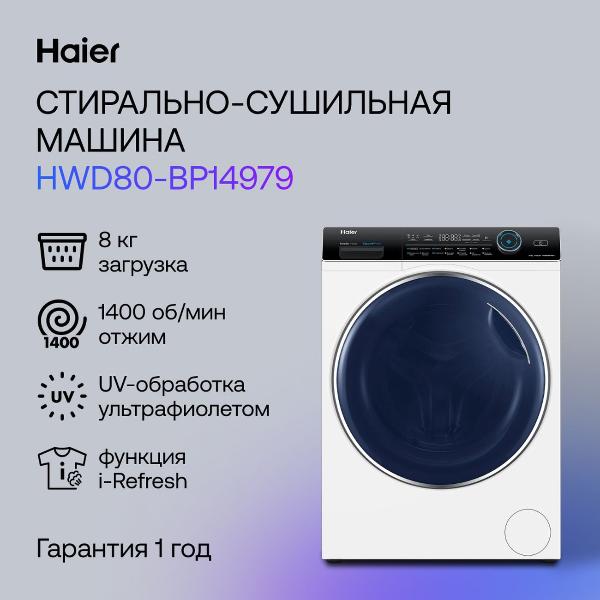 Haier
СТИРАЛЬНО-СУШИЛЬНАЯ
МАШИНА
HWD80-BP14979
8 кг
загрузка
1400 об/мин
отжим
1400
UV-обработка
ультрафиолетом
UV
функция
i-Refresh
i
Гарантия 1 год
Haier